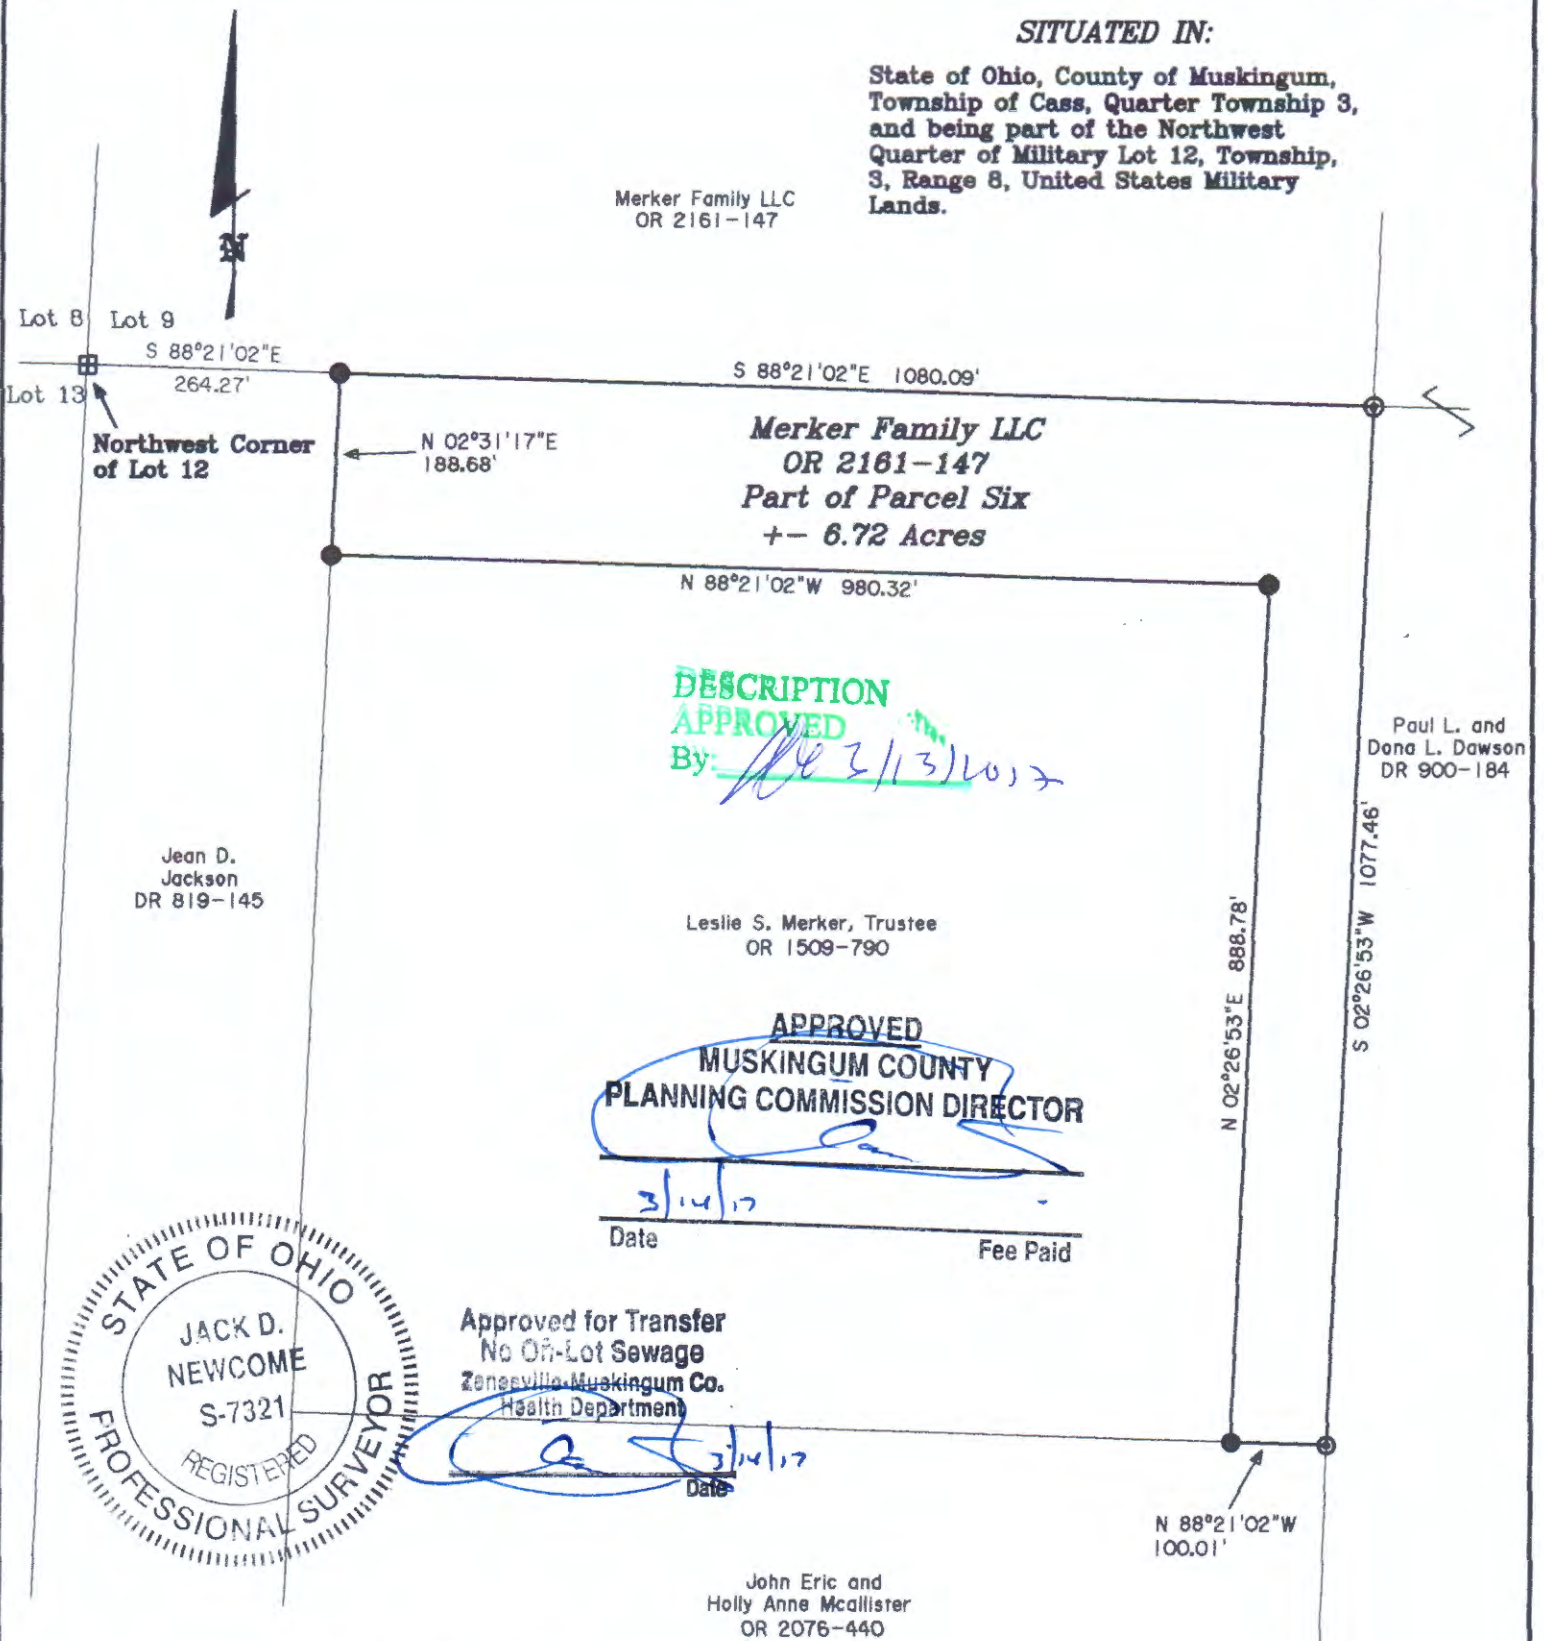 SITUATED IN:
State of Ohio, County of Muskingum,
Township of Cass, Quarter Township 3,
and being part of the Northwest
Quarter of Military Lot 12, Township,
3, Range 8, United States Military
Lands.
Merker Family LLC
OR 2161-147
N
Lot 8 Lot 9
S 88°21'02"E
264.27'
Lot 13
Northwest Corner
of Lot 12
S 88°21'02"E 1080.09'
N 02°31'17"E
188.68'
Merker Family LLC
OR 2161-147
Part of Parcel Six
+- 6.72 Acres
N 88°21'02"W 980.32'
DESCRIPTION
APPROVED
By: 3/13/2017
Paul L. and
Dona L. Dawson
DR 900-184
Jean D.
Jackson
DR 819-145
Leslie S. Merker, Trustee
OR 1509-790
N 02°26'53"E 888.78'
S 02°26'53"W 1077.46'
APPROVED
MUSKINGUM COUNTY
PLANNING COMMISSION DIRECTOR
3/14/17
Date Fee Paid
STATE OF OHIO
JACK D.
NEWCOME
S-7321
REGISTERED
PROFESSIONAL SURVEYOR
Approved for Transfer
No On-Lot Sewage
Zanesville-Muskingum Co.
Health Department
3/14/17
Date
N 88°21'02"W
100.01'
John Eric and
Holly Anne Mcallister
OR 2076-440